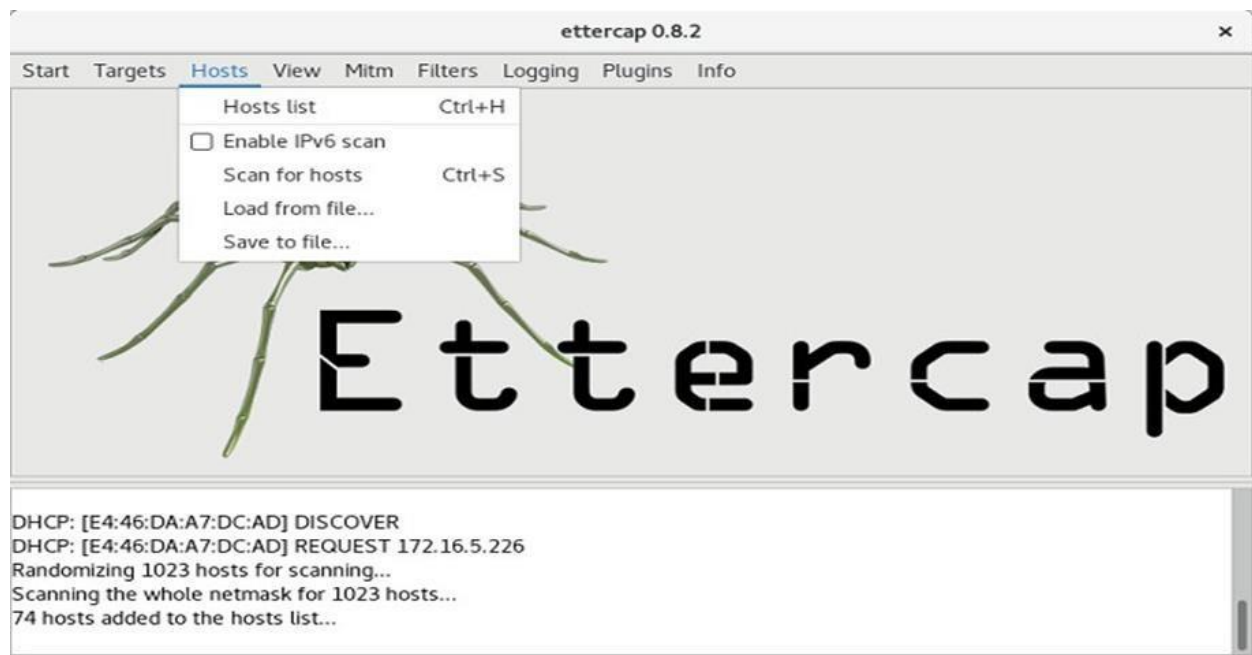 ettercap 0.8.2 ×
Start Targets Hosts View Mitm Filters Logging Plugins Info
Hosts list Ctrl+H
Enable IPv6 scan
Scan for hosts Ctrl+S
Load from file...
Save to file...
Ettercap
DHCP: [E4:46:DA:A7:DC:AD] DISCOVER
DHCP: [E4:46:DA:A7:DC:AD] REQUEST 172.16.5.226
Randomizing 1023 hosts for scanning...
Scanning the whole netmask for 1023 hosts...
74 hosts added to the hosts list...